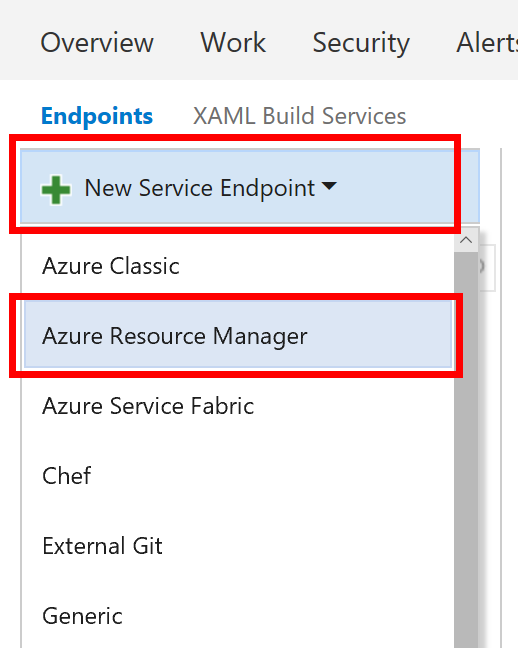 Overview Work Security Alerts
Endpoints XAML Build Services
New Service Endpoint
Azure Classic
Azure Resource Manager
Azure Service Fabric
Chef
External Git
Generic